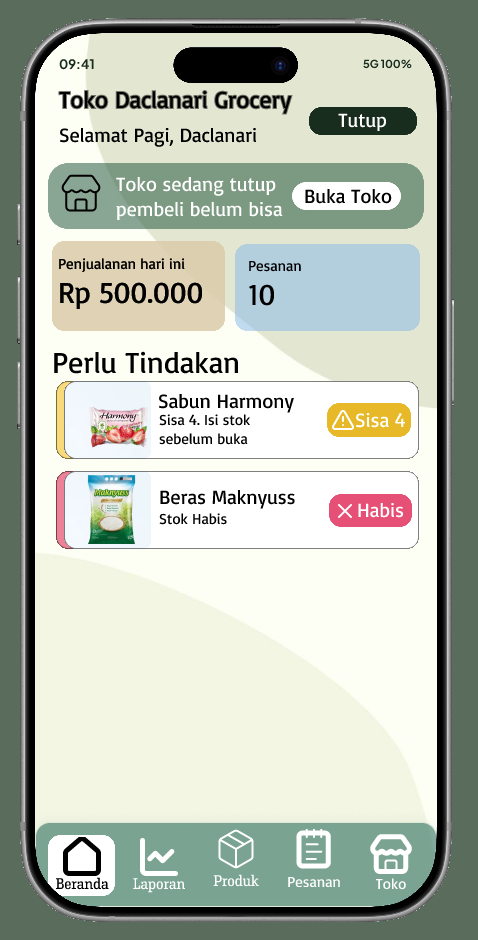 09:41
5G 100%
Toko Daclanari Grocery
Selamat Pagi, Daclanari
Tutup
Toko sedang tutup
pembeli belum bisa
Buka Toko
Penjualanan hari ini
Rp 500.000
Pesanan
10
Perlu Tindakan
Harmony
Sabun Harmony
Sisa 4. Isi stok
sebelum buka
Sisa 4
Maknyuss
Beras Maknyuss
Stok Habis
Habis
Beranda
Laporan
Produk
Pesanan
Toko